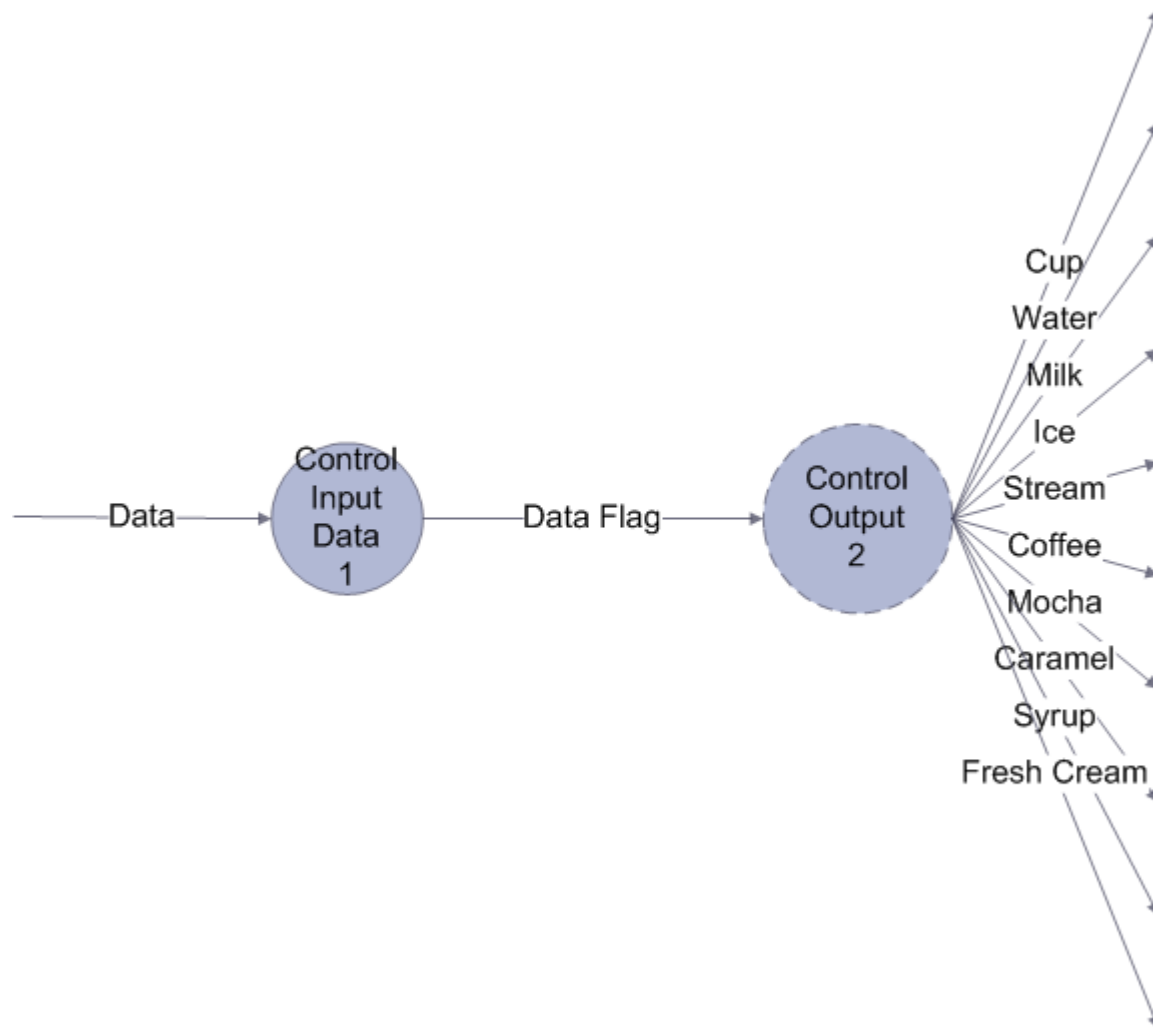 Data
Control
Input
Data
1
Data Flag
Control
Output
2
Cup
Water
Milk
Ice
Stream
Coffee
Mocha
Caramel
Syrup
Fresh Cream